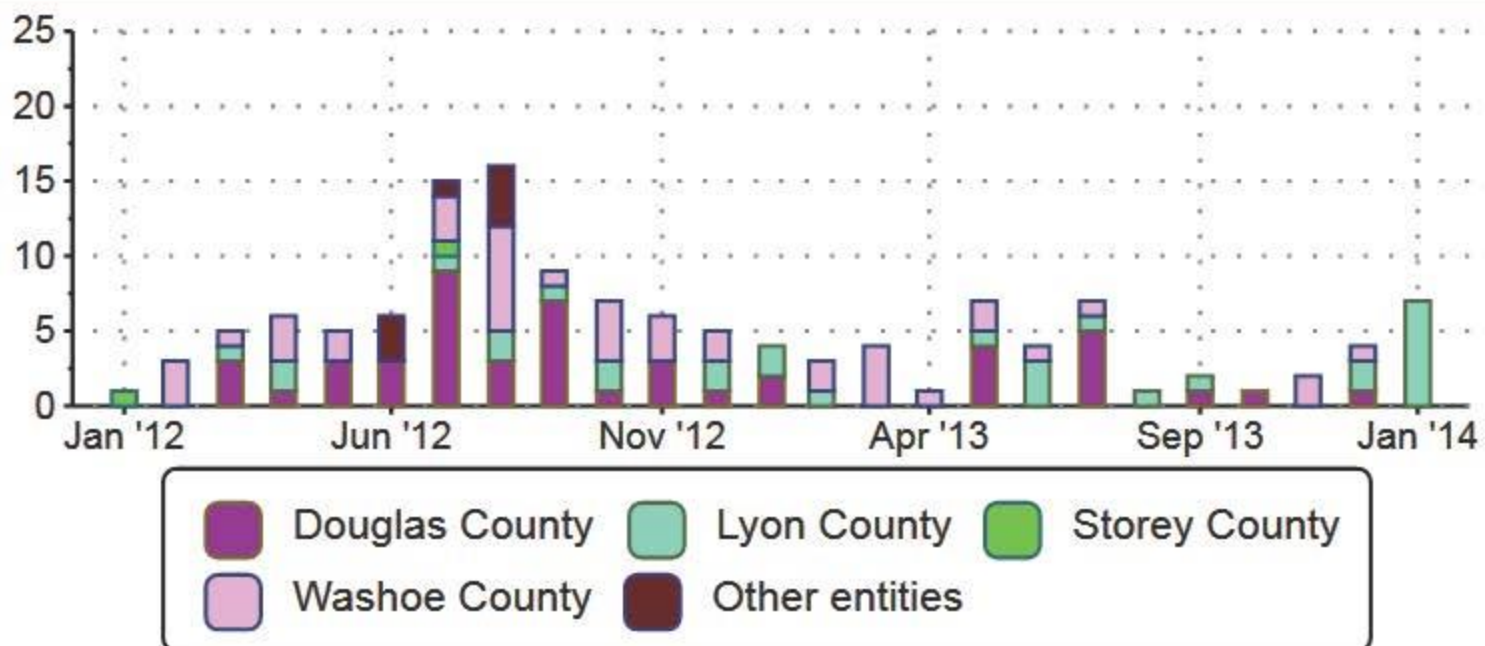 25
20
15
10
5
0
Jan '12 Jun '12 Nov '12 Apr '13 Sep '13 Jan '14
Douglas County Lyon County Storey County
Washoe County Other entities